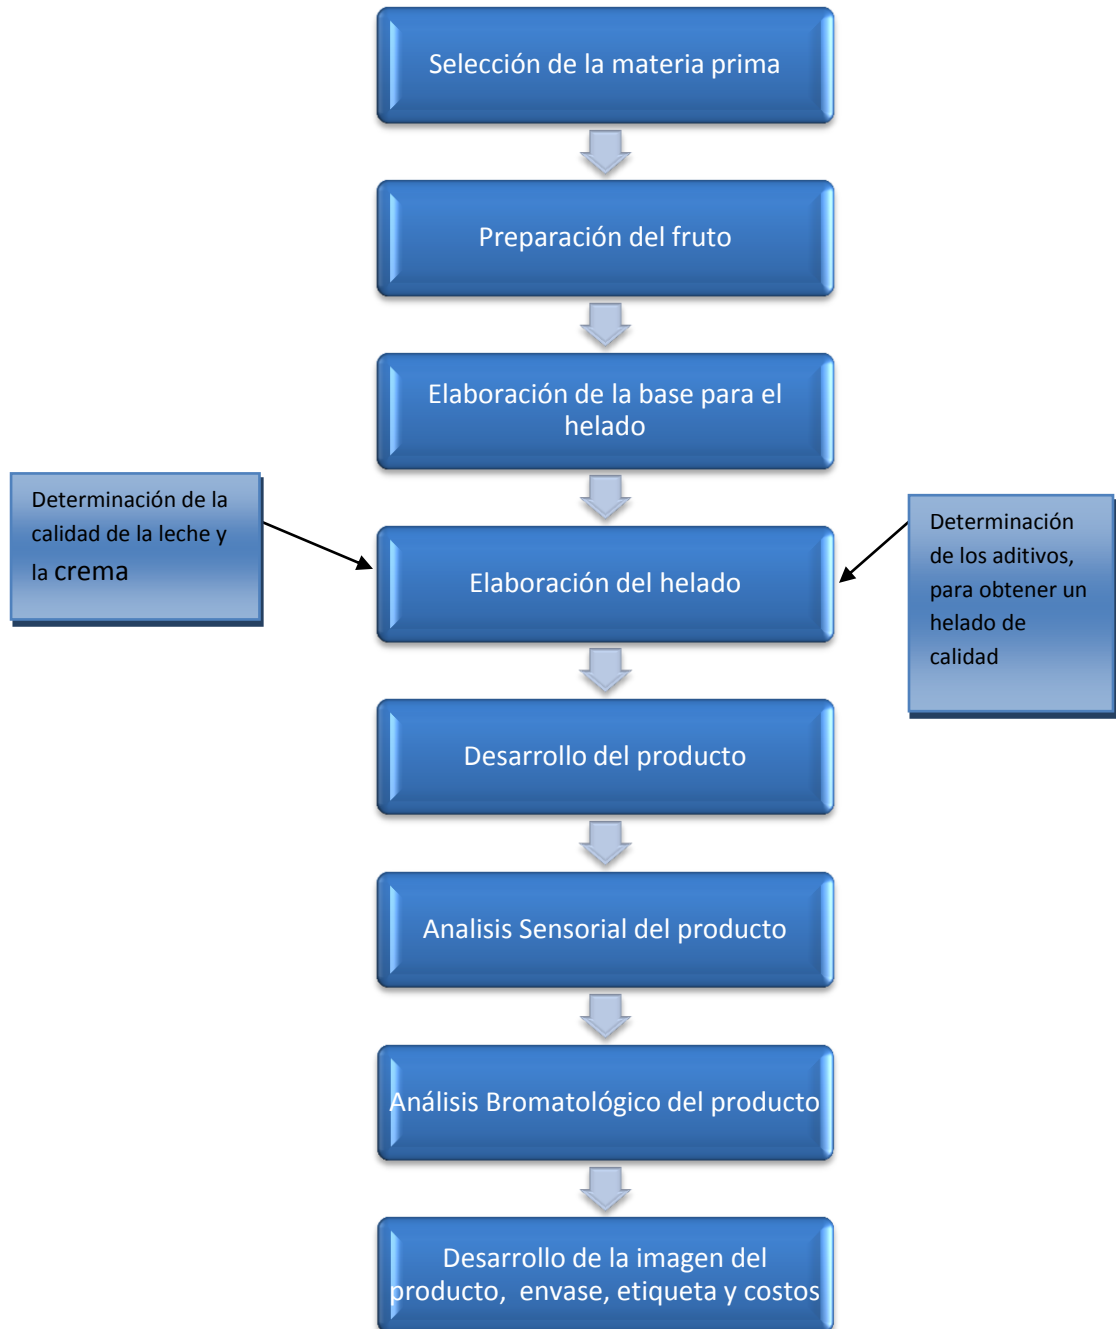 Selección de la materia prima
Preparación del fruto
Elaboración de la base para el
helado
Determinación de la
calidad de la leche y
la crema
Elaboración del helado
Determinación
de los aditivos,
para obtener un
helado de
calidad
Desarrollo del producto
Analisis Sensorial del producto
Análisis Bromatológico del producto
Desarrollo de la imagen del
producto, envase, etiqueta y costos